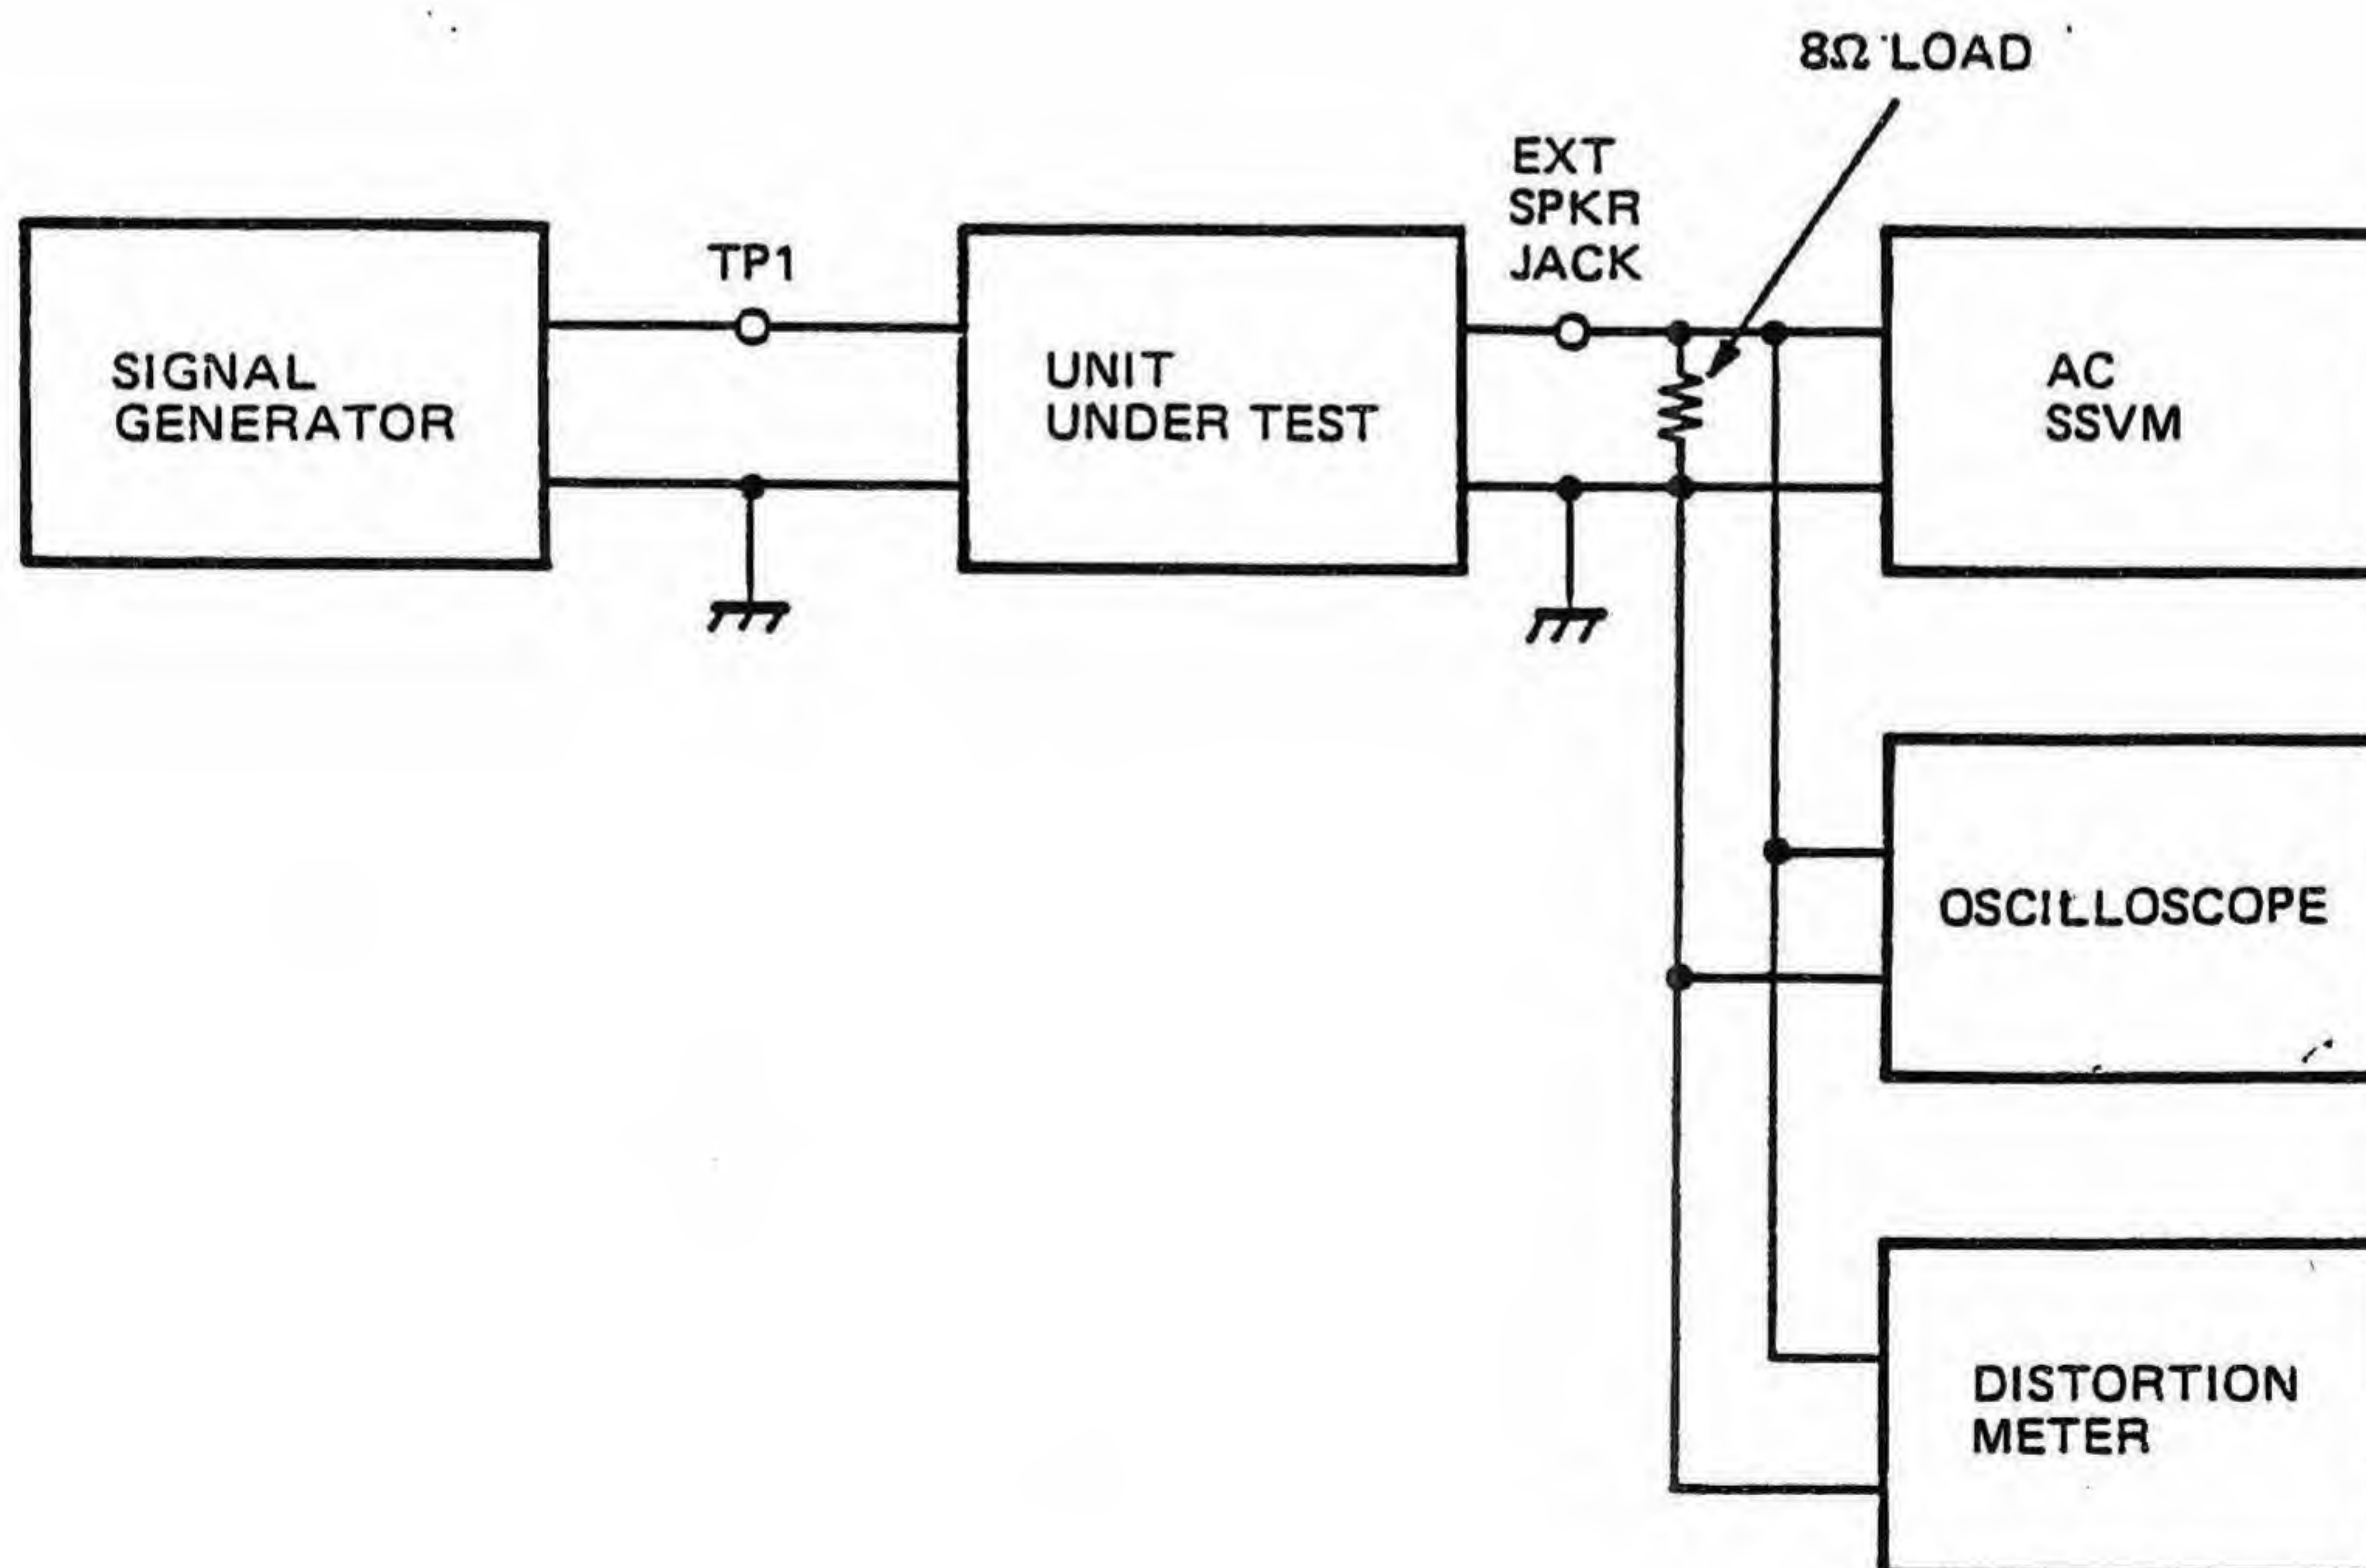 8Ω LOAD
EXT
SPKR
JACK
TP1
SIGNAL
GENERATOR
UNIT
UNDER TEST
AC
SSVM
OSCILLOSCOPE
DISTORTION
METER